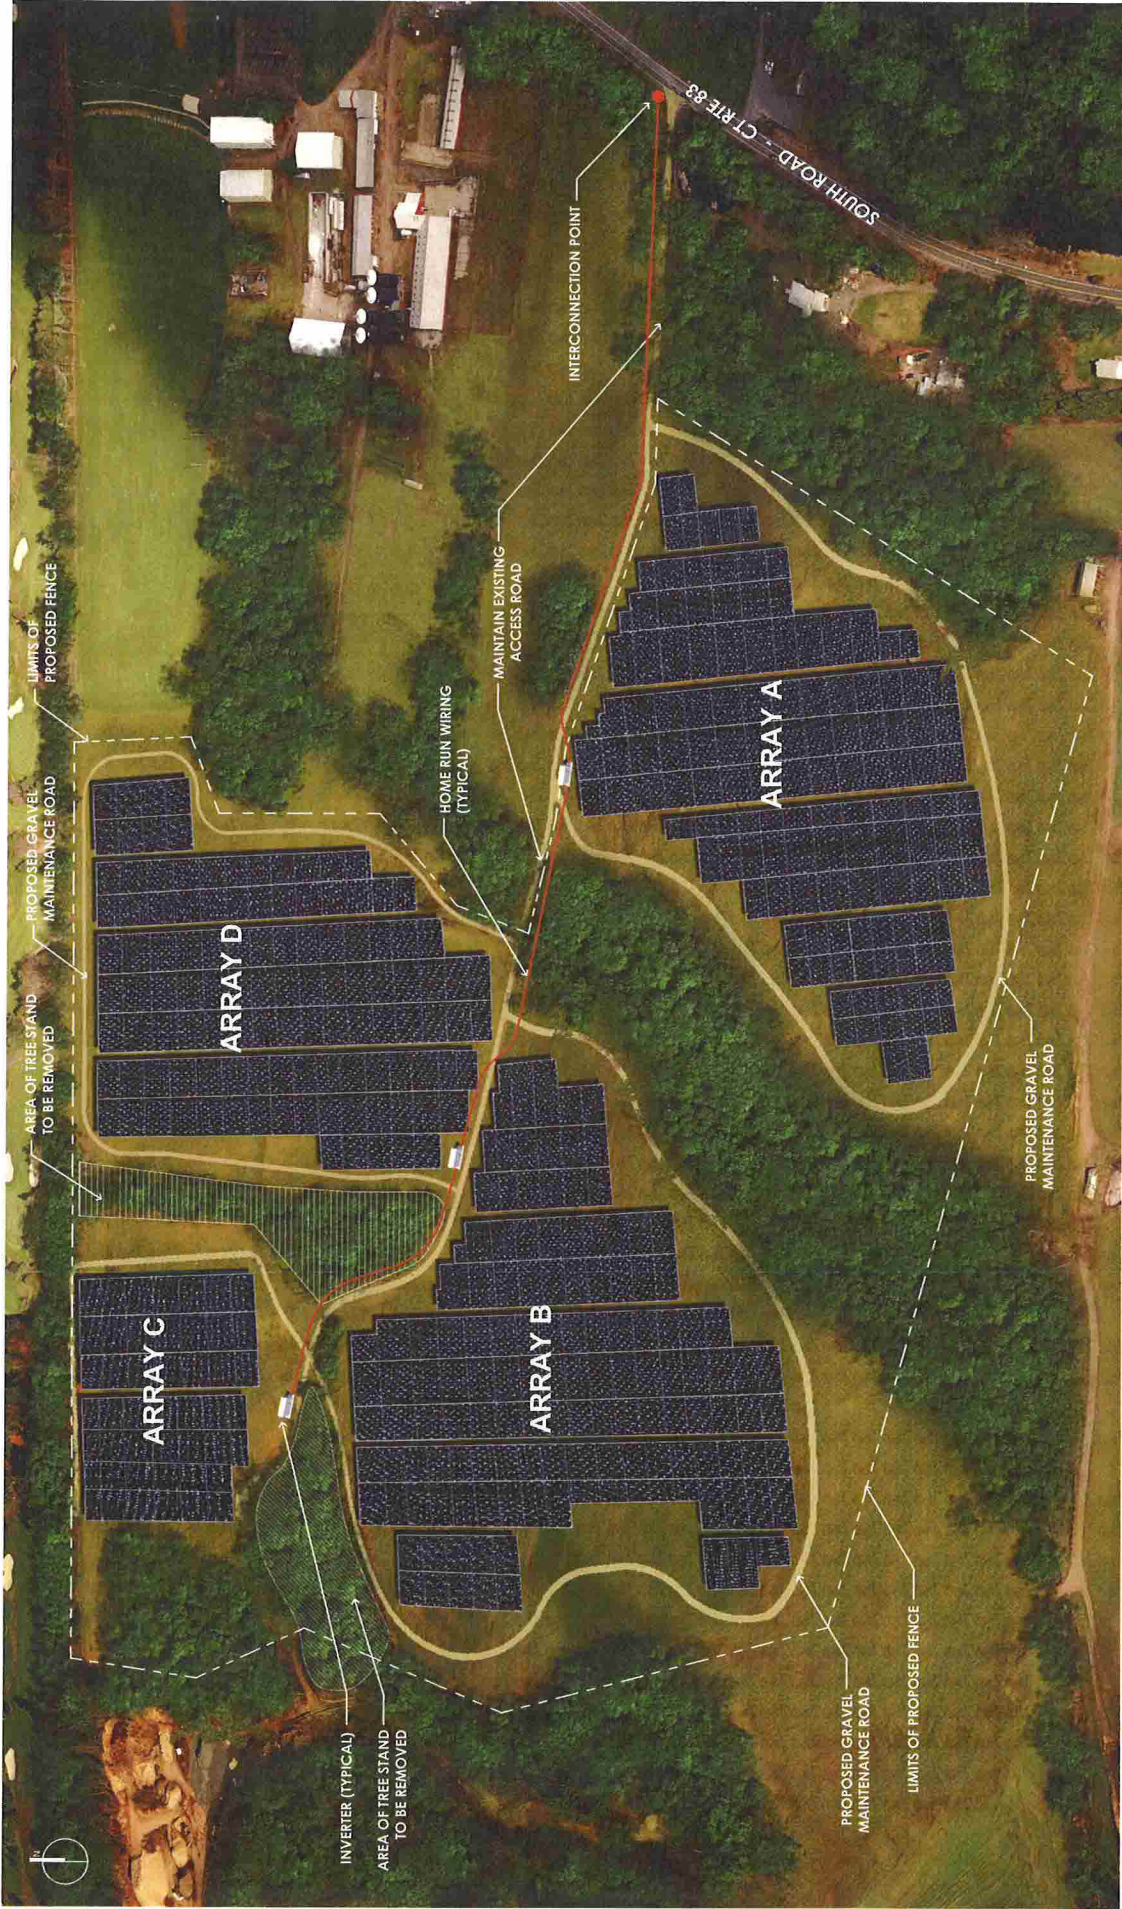 N
AREA OF TREE STAND
TO BE REMOVED
PROPOSED GRAVEL
MAINTENANCE ROAD
LIMITS OF
PROPOSED FENCE
ARRAY C
ARRAY D
INVERTER (TYPICAL)
AREA OF TREE STAND
TO BE REMOVED
HOME RUN WIRING
(TYPICAL)
MAINTAIN EXISTING
ACCESS ROAD
ARRAY B
INTERCONNECTION POINT
ARRAY A
SOUTH ROAD - CT RTE 83
PROPOSED GRAVEL
MAINTENANCE ROAD
LIMITS OF PROPOSED FENCE
PROPOSED GRAVEL
MAINTENANCE ROAD